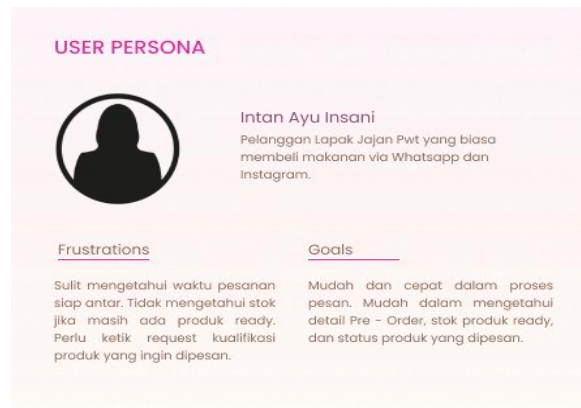 USER PERSONA
Intan Ayu Insani
Pelanggan Lapak Jajan Pwt yang biasa
membeli makanan via Whatsapp dan
Instagram.
Frustrations
Sulit mengetahui waktu pesanan
siap antar. Tidak mengetahui stok
jika masih ada produk ready.
Perlu ketik request kualifikasi
produk yang ingin dipesan.
Goals
Mudah dan cepat dalam proses
pesan. Mudah dalam mengetahui
detail Pre - Order, stok produk ready,
dan status produk yang dipesan.